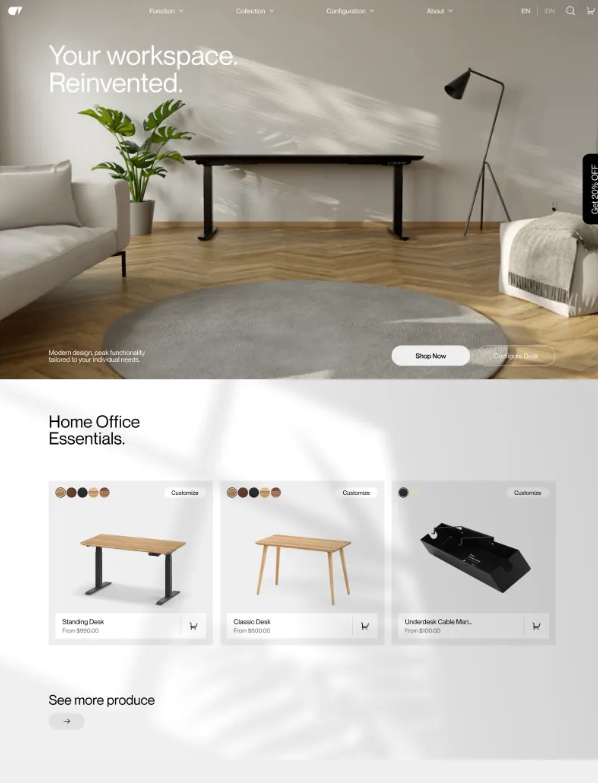 Function
Collection
Configuration
About
EN
IDN
Your workspace.
Reinvented.
Get 20% OFF
Modern design, peak functionality
tailored to your individual needs.
Shop Now
Configure Desk
Home Office
Essentials.
Customize
Customize
Customize
Standing Desk
From $990.00
Classic Desk
From $600.00
Underdesk Cable Man..
From $100.00
See more produce